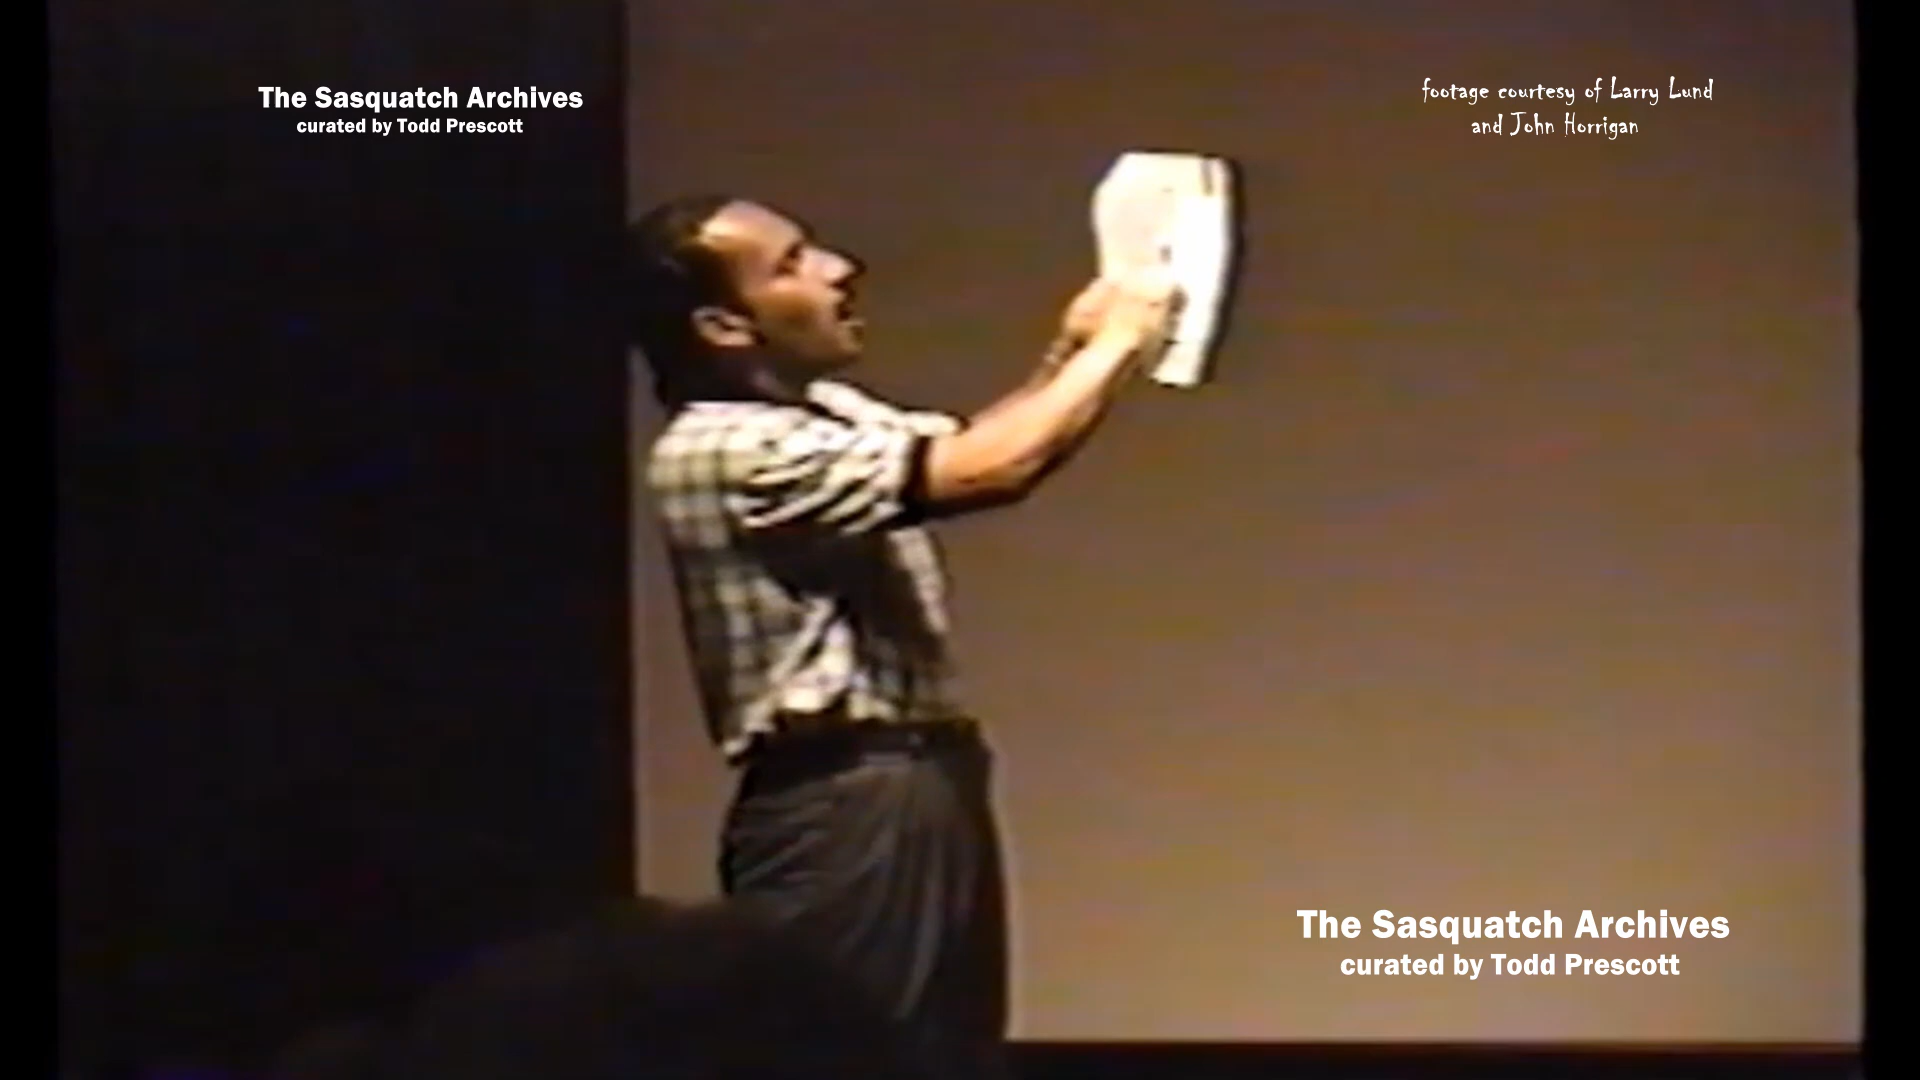 The Sasquatch Archives
curated by Todd Prescott
footage courtesy of Larry Lund
and John Horrigan
The Sasquatch Archives
curated by Todd Prescott